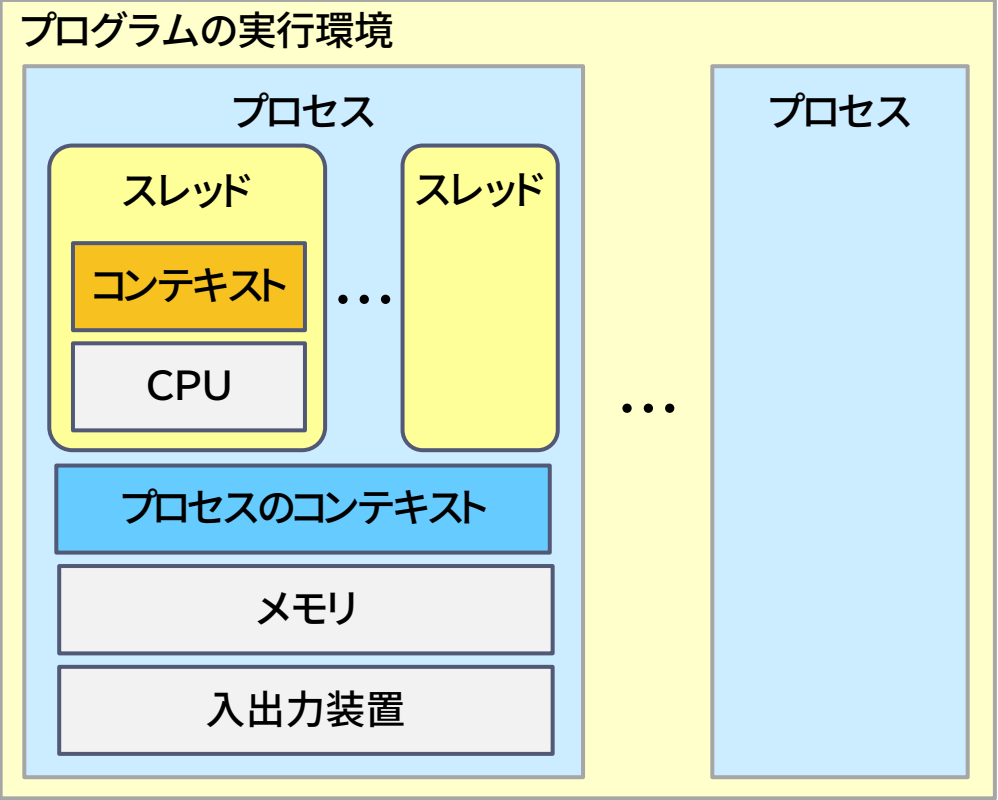 プログラムの実行環境
プロセス
スレッド
コンテキスト
CPU
…
スレッド
プロセスのコンテキスト
メモリ
入出力装置
…
プロセス